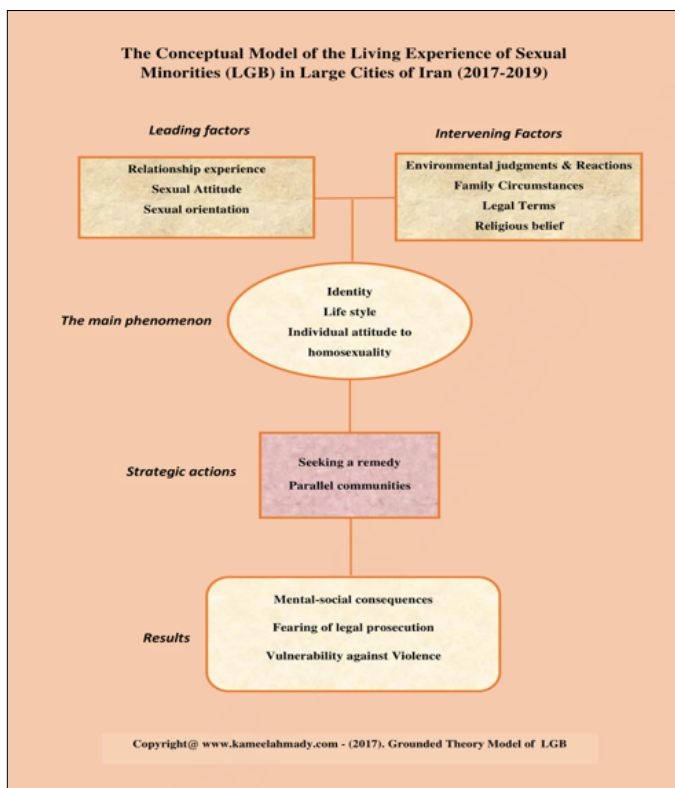 The Conceptual Model of the Living Experience of Sexual
Minorities (LGB) in Large Cities of Iran (2017-2019)
Leading factors
Relationship experience
Sexual Attitude
Sexual orientation
Intervening Factors
Environmental judgments & Reactions
Family Circumstances
Legal Terms
Religious belief
The main phenomenon
Identity
Life style
Individual attitude to
homosexuality
Strategic actions
Seeking a remedy
Parallel communities
Results
Mental-social consequences
Fearing of legal prosecution
Vulnerability against Violence
Copyright@ www.kameelahmady.com - (2017). Grounded Theory Model of LGB